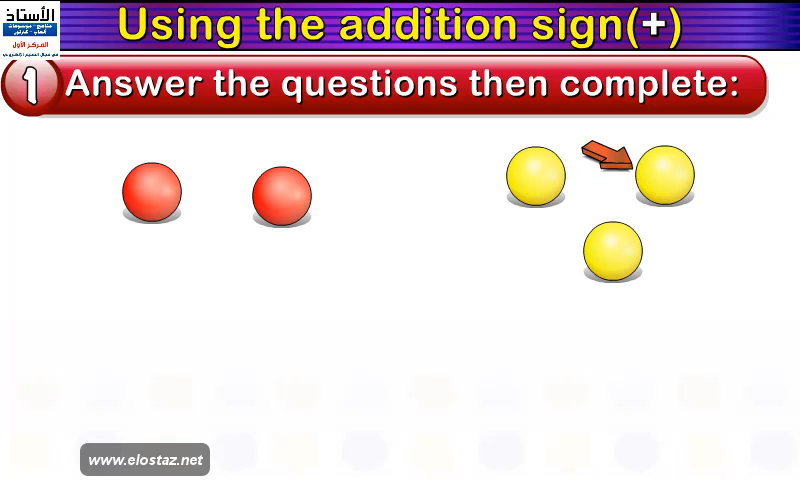 الأستاذ
المركز الأول
Using the addition sign(+)
1 Answer the questions then complete:
www.elostaz.net